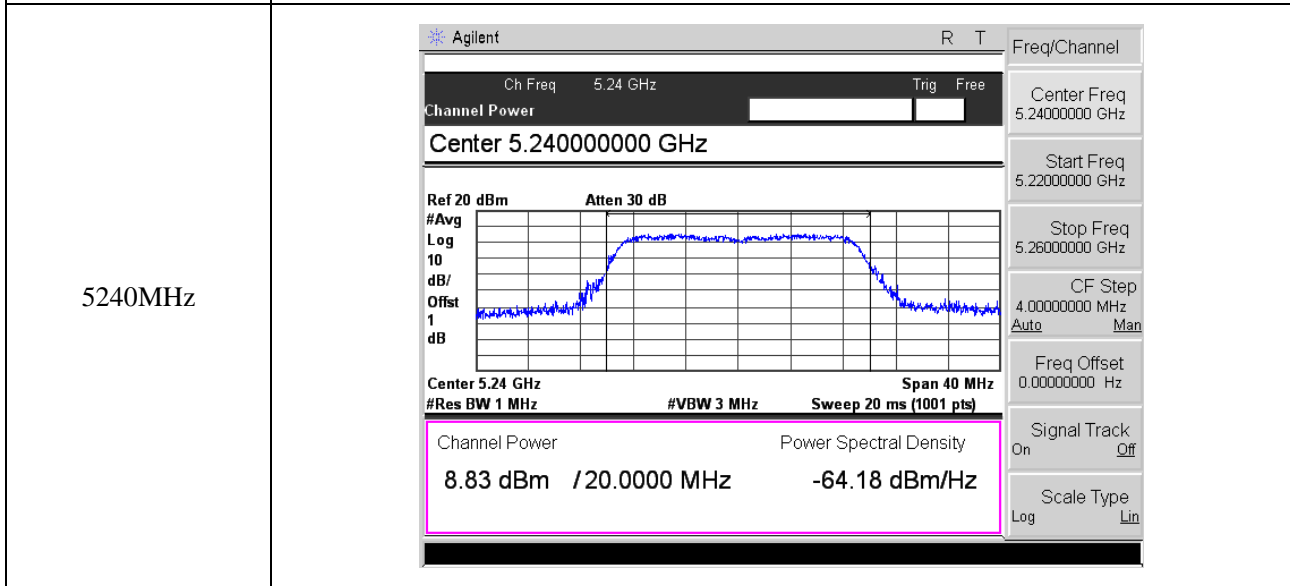 5240MHz
Agilent R T
Ch Freq 5.24 GHz Trig Free
Channel Power
Center 5.240000000 GHz
Ref 20 dBm Atten 30 dB
#Avg
Log
10
dB/
Offst
1
dB
Center 5.24 GHz Span 40 MHz
#Res BW 1 MHz #VBW 3 MHz Sweep 20 ms (1001 pts)
Channel Power Power Spectral Density
8.83 dBm / 20.0000 MHz -64.18 dBm/Hz
Freq/Channel
Center Freq
5.24000000 GHz
Start Freq
5.22000000 GHz
Stop Freq
5.26000000 GHz
CF Step
4.00000000 MHz
Auto Man
Freq Offset
0.00000000 Hz
Signal Track
On Off
Scale Type
Log Lin